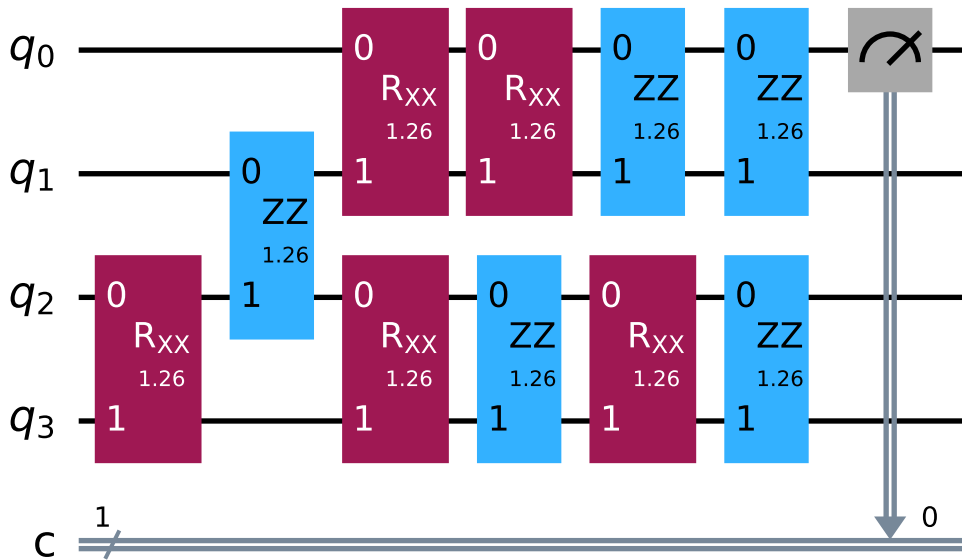 q0
0 0 0 0
RXX RXX ZZ ZZ
1.26 1.26 1.26 1.26
q1
0 1 1 1 1
ZZ
1.26
q2
0 1 0 0 0 0
RXX RXX ZZ RXX ZZ
1.26 1.26 1.26 1.26 1.26
q3
1 1 1 1 1
1 0
c